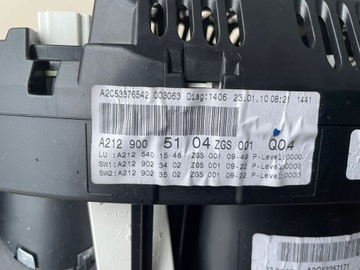 A2C53376542 003063 Diag:1406 23.01.10 08:21 1441
A212 900 51 04 ZGS 001 Q04
LU : A212 540 15 48 ZGS 001 09-49 P-Level:0000
SW1: A212 902 34 02 ZGS 001 09-22 P-Level:0000
SW2: A212 902 35 02 ZGS 001 09-22 P-Level:0000